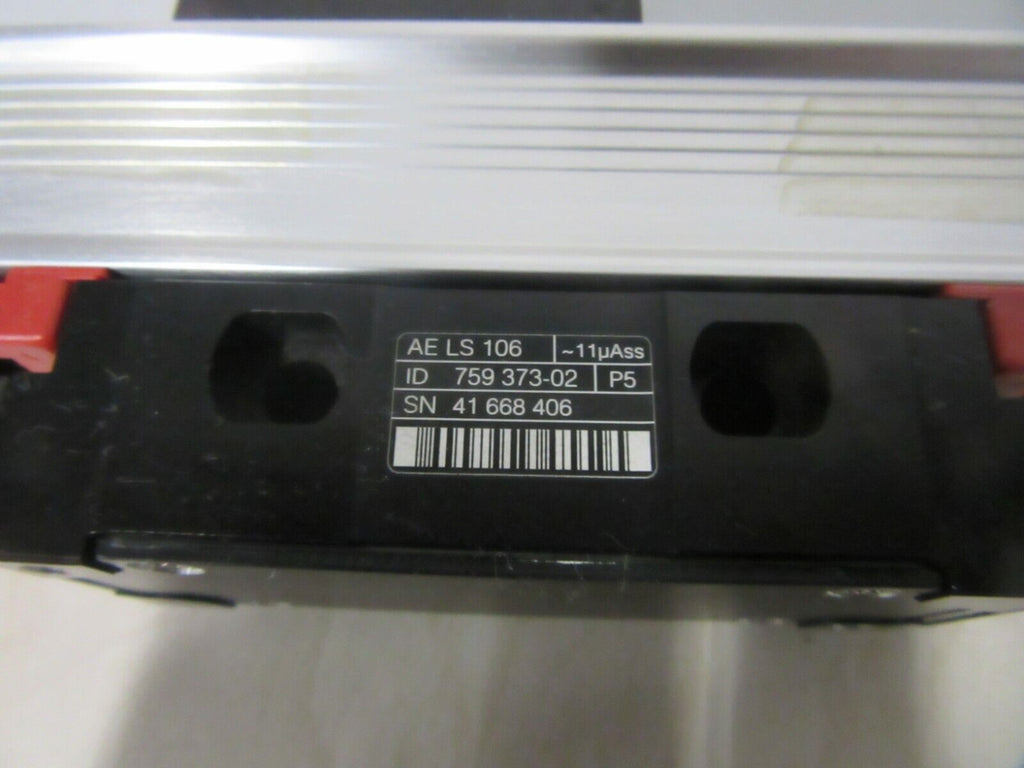 AE LS 106 ~11µAss
ID 759 373-02 P5
SN 41 668 406